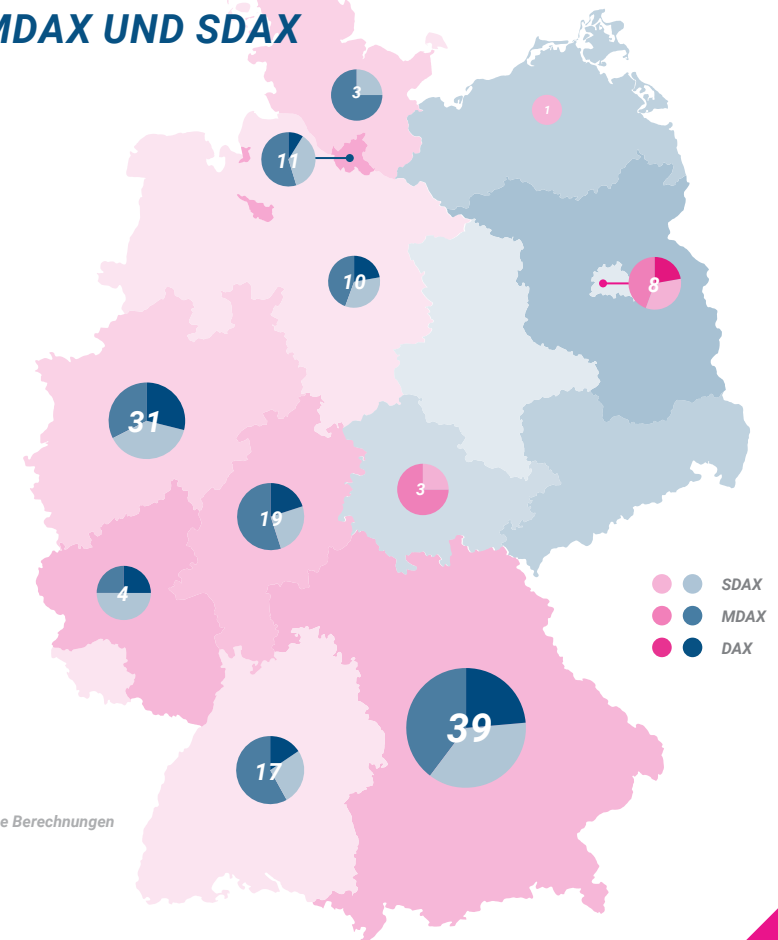 MDAX UND SDAX
3
1
11
10
8
31
3
19
4
SDAX
MDAX
DAX
39
17
e Berechnungen